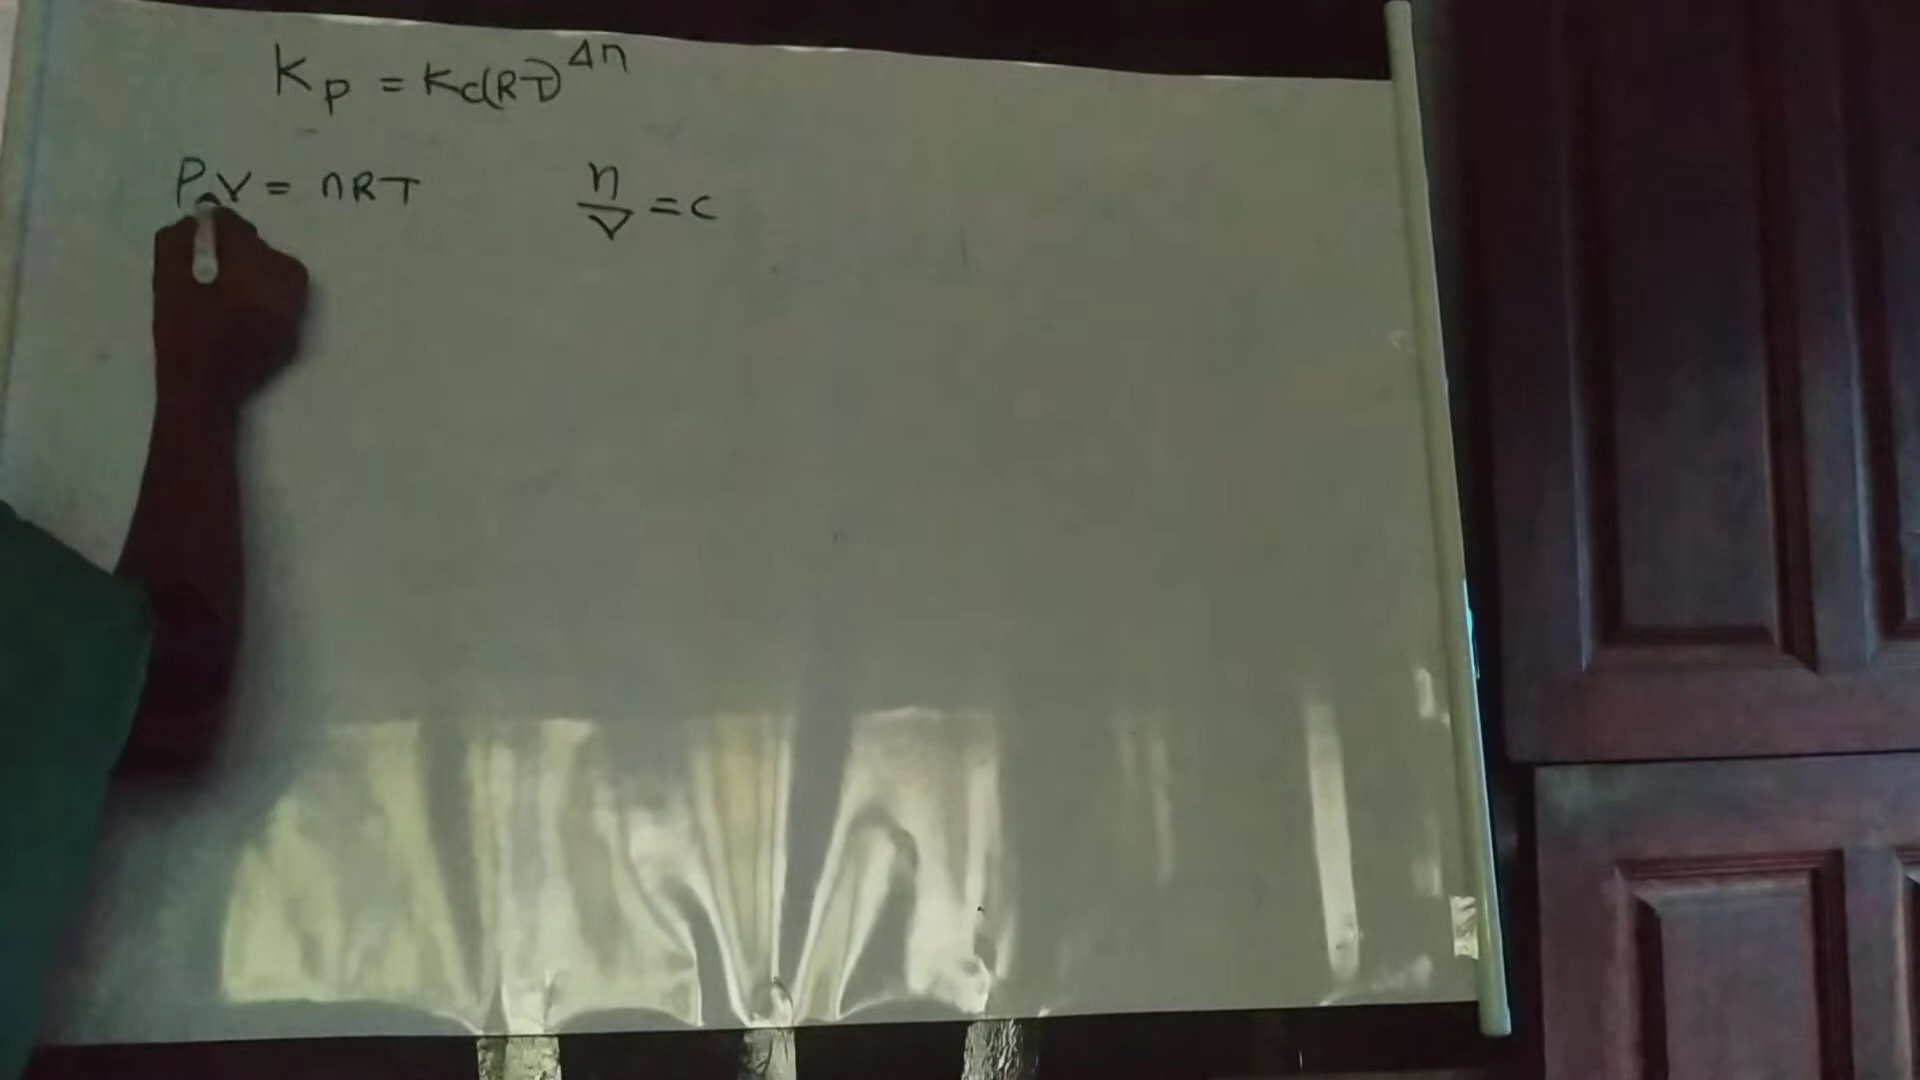 Kp = Kc(RT)^Δn
PV = nRT
n/V = c